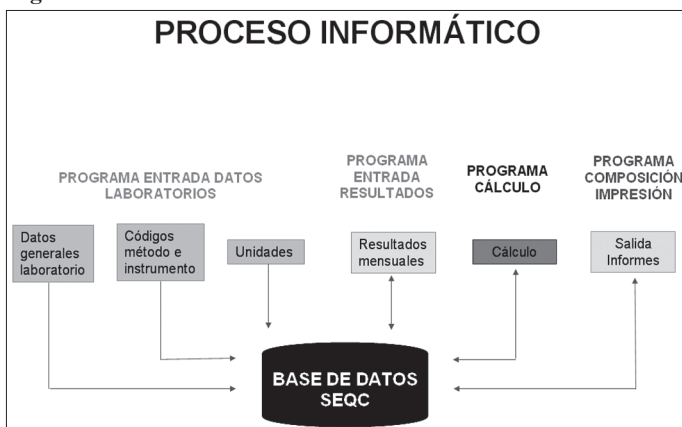 PROCESO INFORMÁTICO
PROGRAMA ENTRADA DATOS
LABORATORIOS
PROGRAMA
ENTRADA
RESULTADOS
PROGRAMA
CÁLCULO
PROGRAMA
COMPOSICIÓN
IMPRESIÓN
Datos
generales
laboratorio
Códigos
método e
instrumento
Unidades
Resultados
mensuales
Cálculo
Salida
Informes
BASE DE DATOS
SEQC